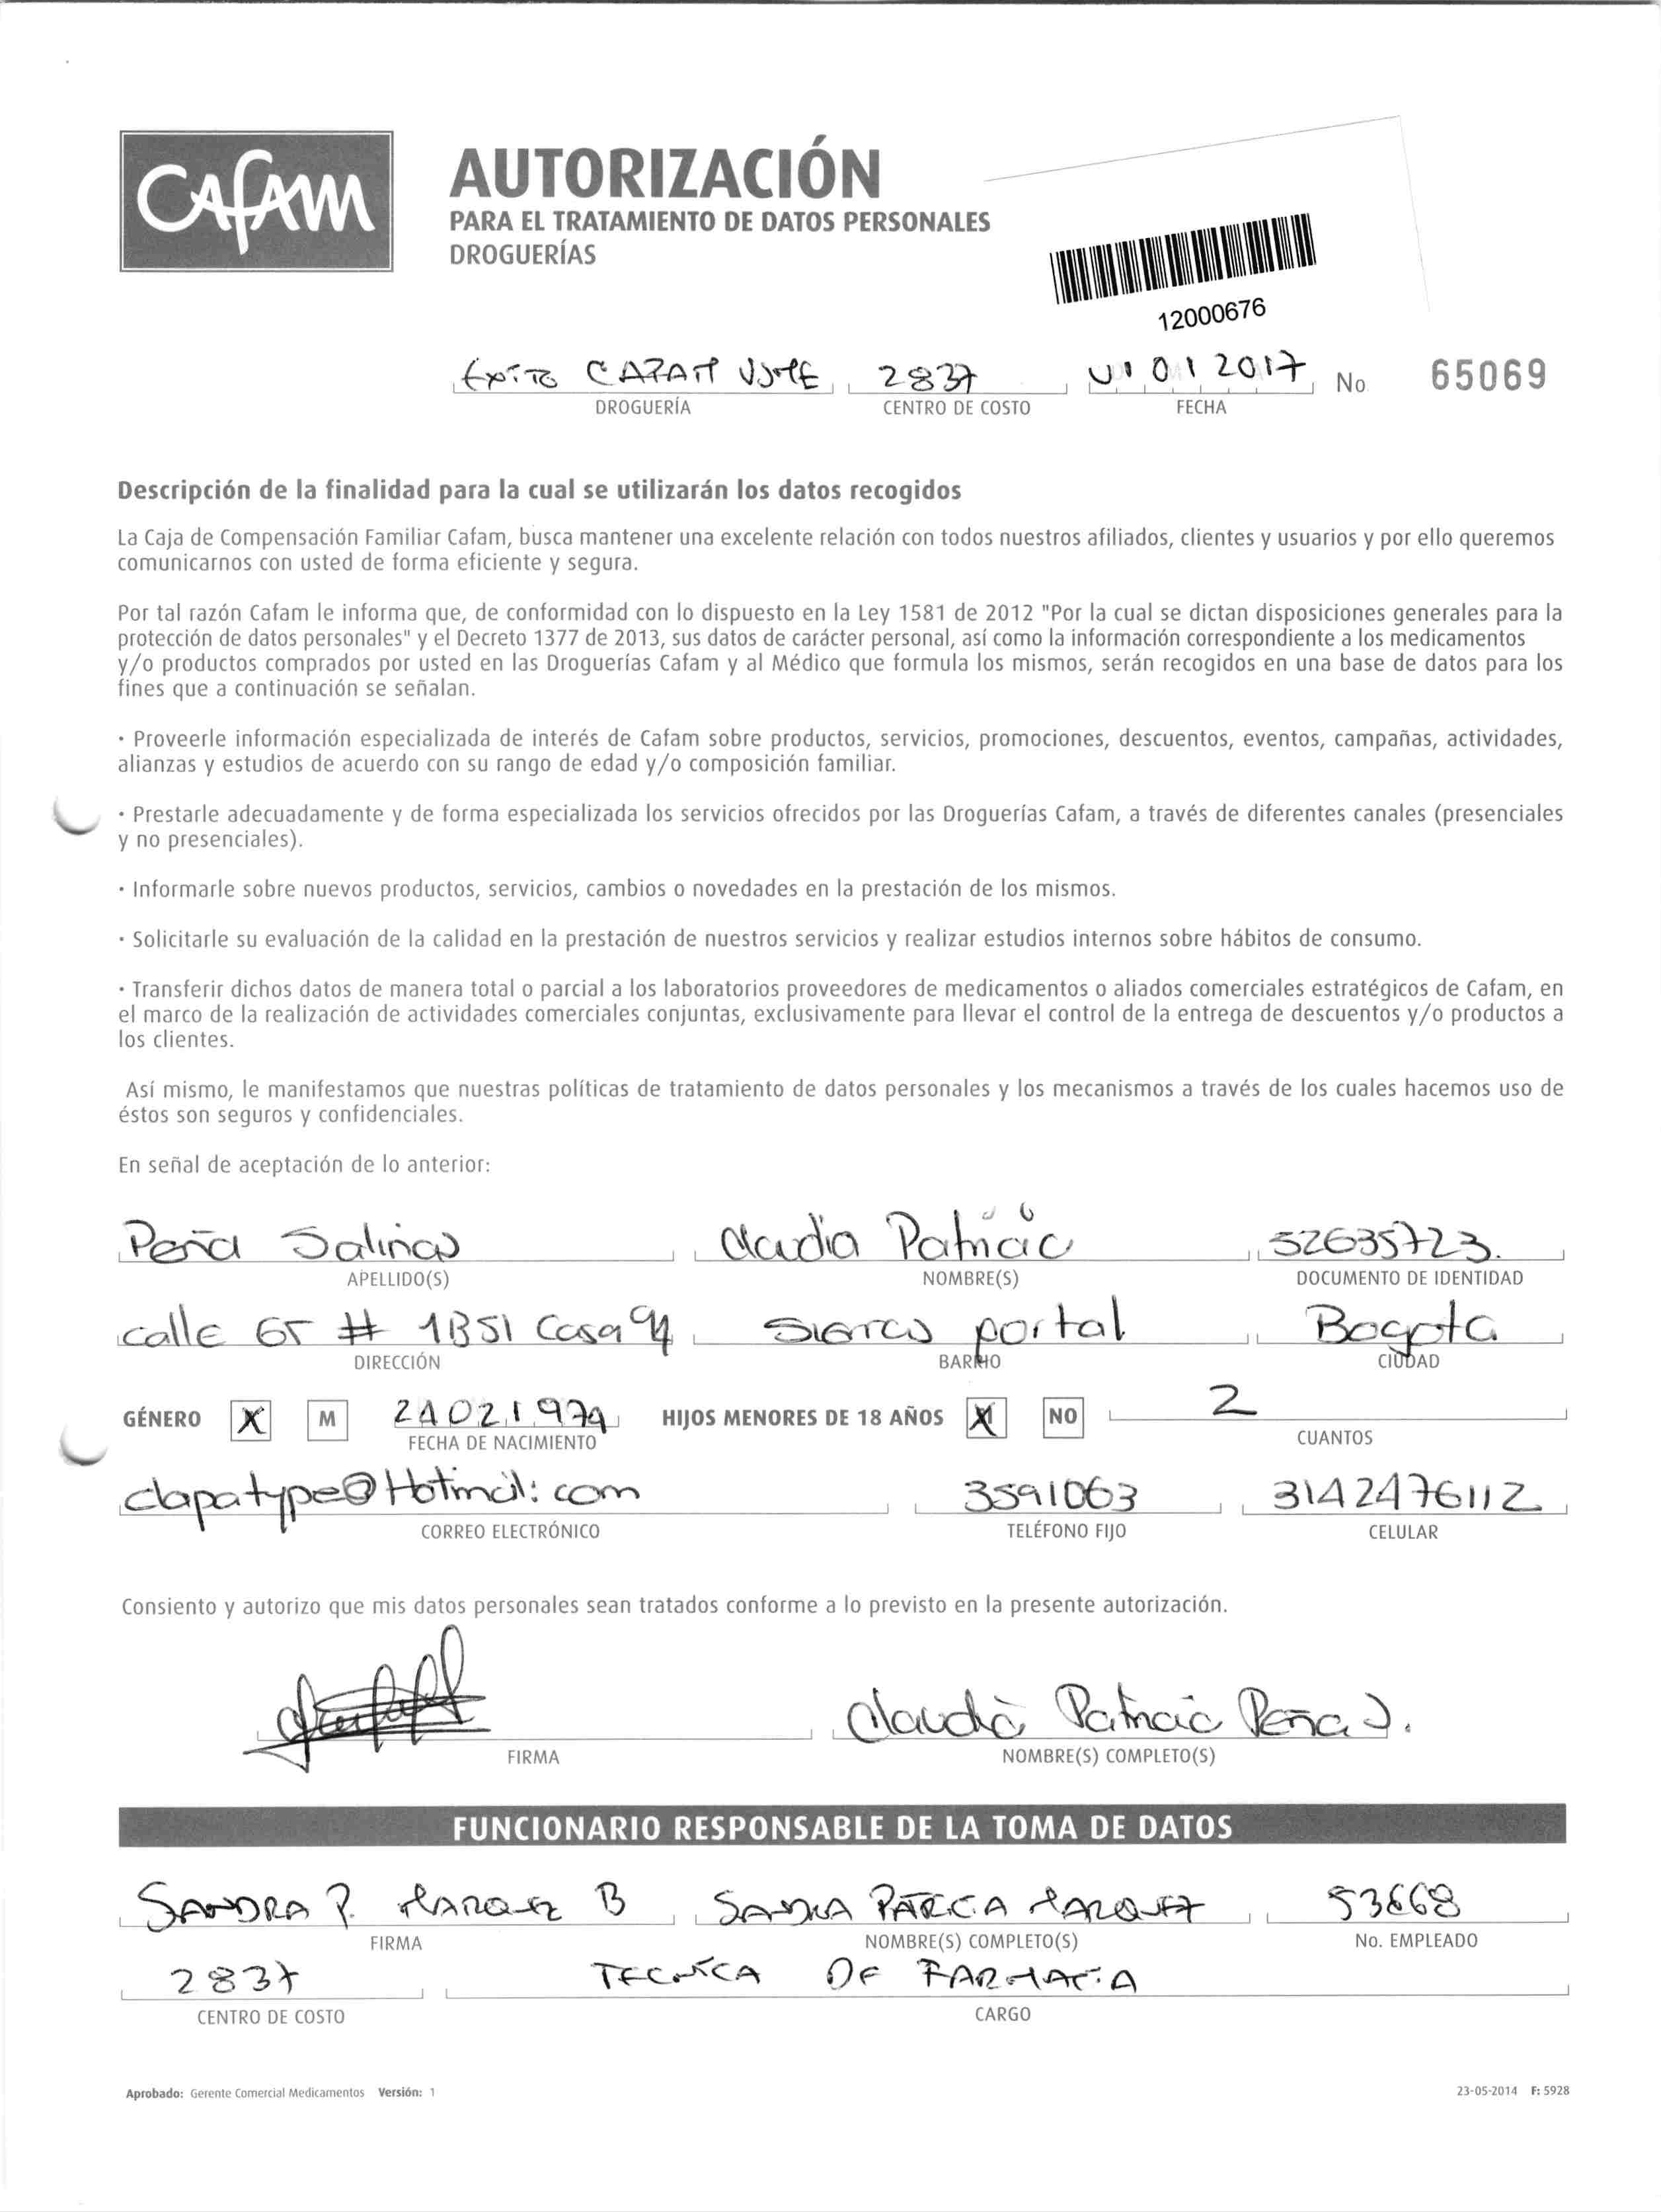 CAFAM
AUTORIZACIÓN
PARA EL TRATAMIENTO DE DATOS PERSONALES
DROGUERÍAS
12000676
Exito CAFAM 2837 01 2017 No 65069
DROGUERÍA CENTRO DE COSTO FECHA
Descripción de la finalidad para la cual se utilizarán los datos recogidos
La Caja de Compensación Familiar Cafam, busca mantener una excelente relación con todos nuestros afiliados, clientes y usuarios y por ello queremos
comunicarnos con usted de forma eficiente y segura.
Por tal razón Cafam le informa que, de conformidad con lo dispuesto en la Ley 1581 de 2012 "Por la cual se dictan disposiciones generales para la
protección de datos personales" y el Decreto 1377 de 2013, sus datos de carácter personal, así como la información correspondiente a los medicamentos
y/o productos comprados por usted en las Droguerías Cafam y al Médico que formula los mismos, serán recogidos en una base de datos para los
fines que a continuación se señalan.
· Proveerle información especializada de interés de Cafam sobre productos, servicios, promociones, descuentos, eventos, campañas, actividades,
alianzas y estudios de acuerdo con su rango de edad y/o composición familiar.
· Prestarle adecuadamente y de forma especializada los servicios ofrecidos por las Droguerías Cafam, a través de diferentes canales (presenciales
y no presenciales).
· Informarle sobre nuevos productos, servicios, cambios o novedades en la prestación de los mismos.
· Solicitarle su evaluación de la calidad en la prestación de nuestros servicios y realizar estudios internos sobre hábitos de consumo.
· Transferir dichos datos de manera total o parcial a los laboratorios proveedores de medicamentos o aliados comerciales estratégicos de Cafam, en
el marco de la realización de actividades comerciales conjuntas, exclusivamente para llevar el control de la entrega de descuentos y/o productos a
los clientes.
Así mismo, le manifestamos que nuestras políticas de tratamiento de datos personales y los mecanismos a través de los cuales hacemos uso de
éstos son seguros y confidenciales.
En señal de aceptación de lo anterior:
Peña Salinas Claudia Patricia 52635723.
APELLIDO(S) NOMBRE(S) DOCUMENTO DE IDENTIDAD
calle 65 # 1B51 Casa 94 Sierras portal Bogota
DIRECCIÓN BARRIO CIUDAD
GÉNERO X M 24021974 HIJOS MENORES DE 18 AÑOS X NO 2
FECHA DE NACIMIENTO CUANTOS
clapatype@Hotmail.com 3591063 3142476112
CORREO ELECTRÓNICO TELÉFONO FIJO CELULAR
Consiento y autorizo que mis datos personales sean tratados conforme a lo previsto en la presente autorización.
Claudia Patricia Peña S.
FIRMA NOMBRE(S) COMPLETO(S)
FUNCIONARIO RESPONSABLE DE LA TOMA DE DATOS
SANDRA P. MARQUEZ B SANDRA PATRICIA MARQUEZ 53668
FIRMA NOMBRE(S) COMPLETO(S) No. EMPLEADO
2837 TECNICA DE FARMACIA
CENTRO DE COSTO CARGO
Aprobado: Gerente Comercial Medicamentos Versión: 1 23-05-2014 F: 5928